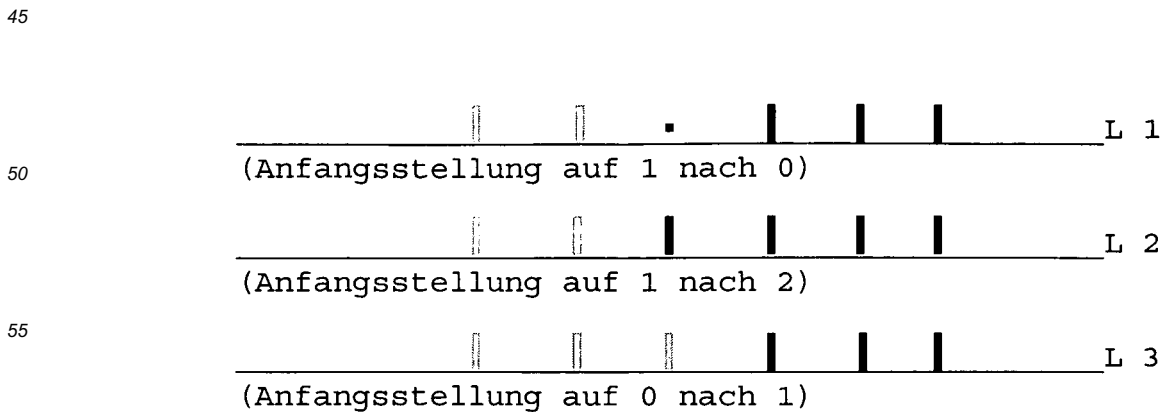 45
L 1
(Anfangsstellung auf 1 nach 0)
50
L 2
(Anfangsstellung auf 1 nach 2)
55
L 3
(Anfangsstellung auf 0 nach 1)